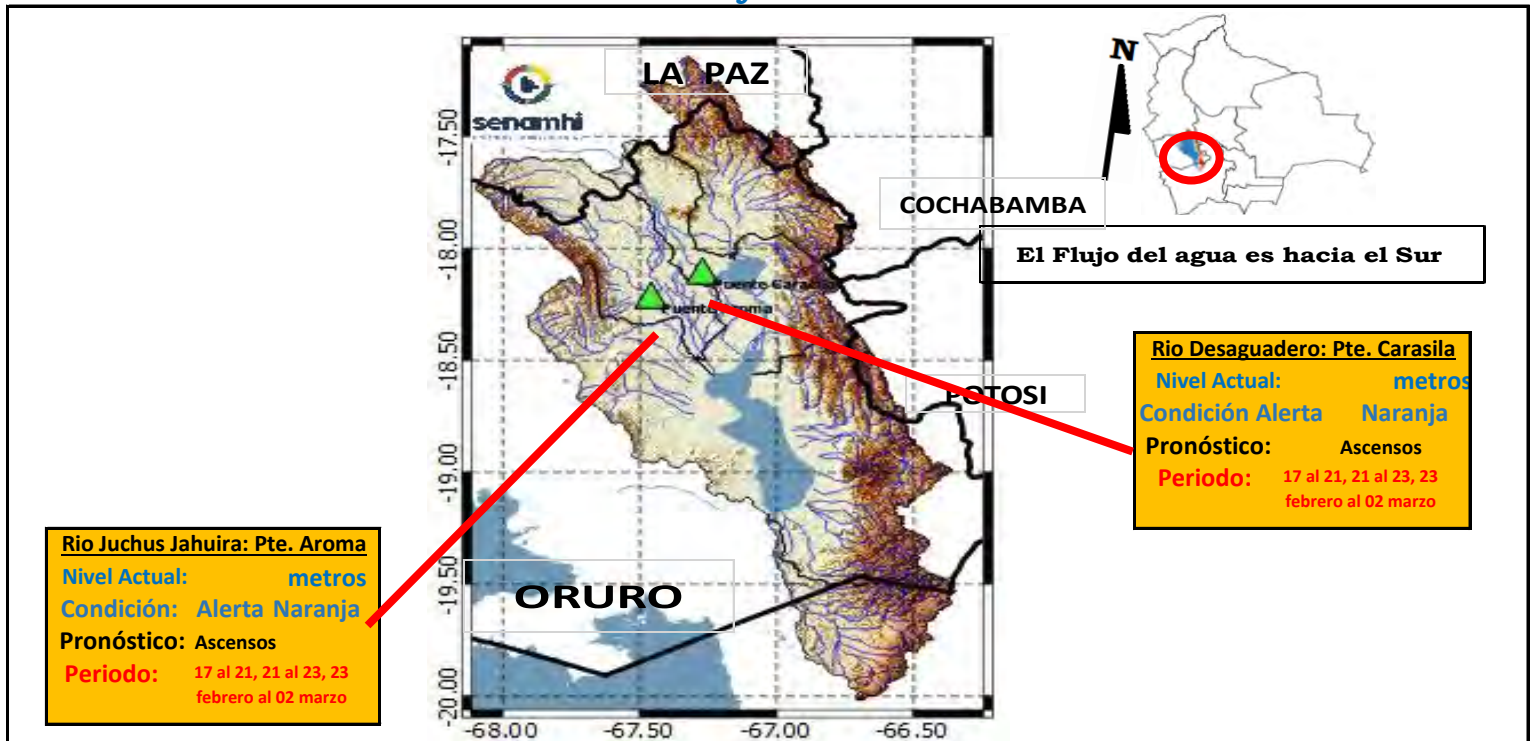 LA PAZ
senamhi
N
COCHABAMBA
El Flujo del agua es hacia el Sur
POTOSI
ORURO
Rio Desaguadero: Pte. Carasila
Nivel Actual: metros
Condición Alerta Naranja
Pronóstico: Ascensos
Periodo: 17 al 21, 21 al 23, 23
febrero al 02 marzo
Rio Juchus Jahuira: Pte. Aroma
Nivel Actual: metros
Condición: Alerta Naranja
Pronóstico: Ascensos
Periodo: 17 al 21, 21 al 23, 23
febrero al 02 marzo
Puente
Puente
-17.50
-18.00
-18.50
-19.00
-19.50
-20.00
-68.00 -67.50 -67.00 -66.50